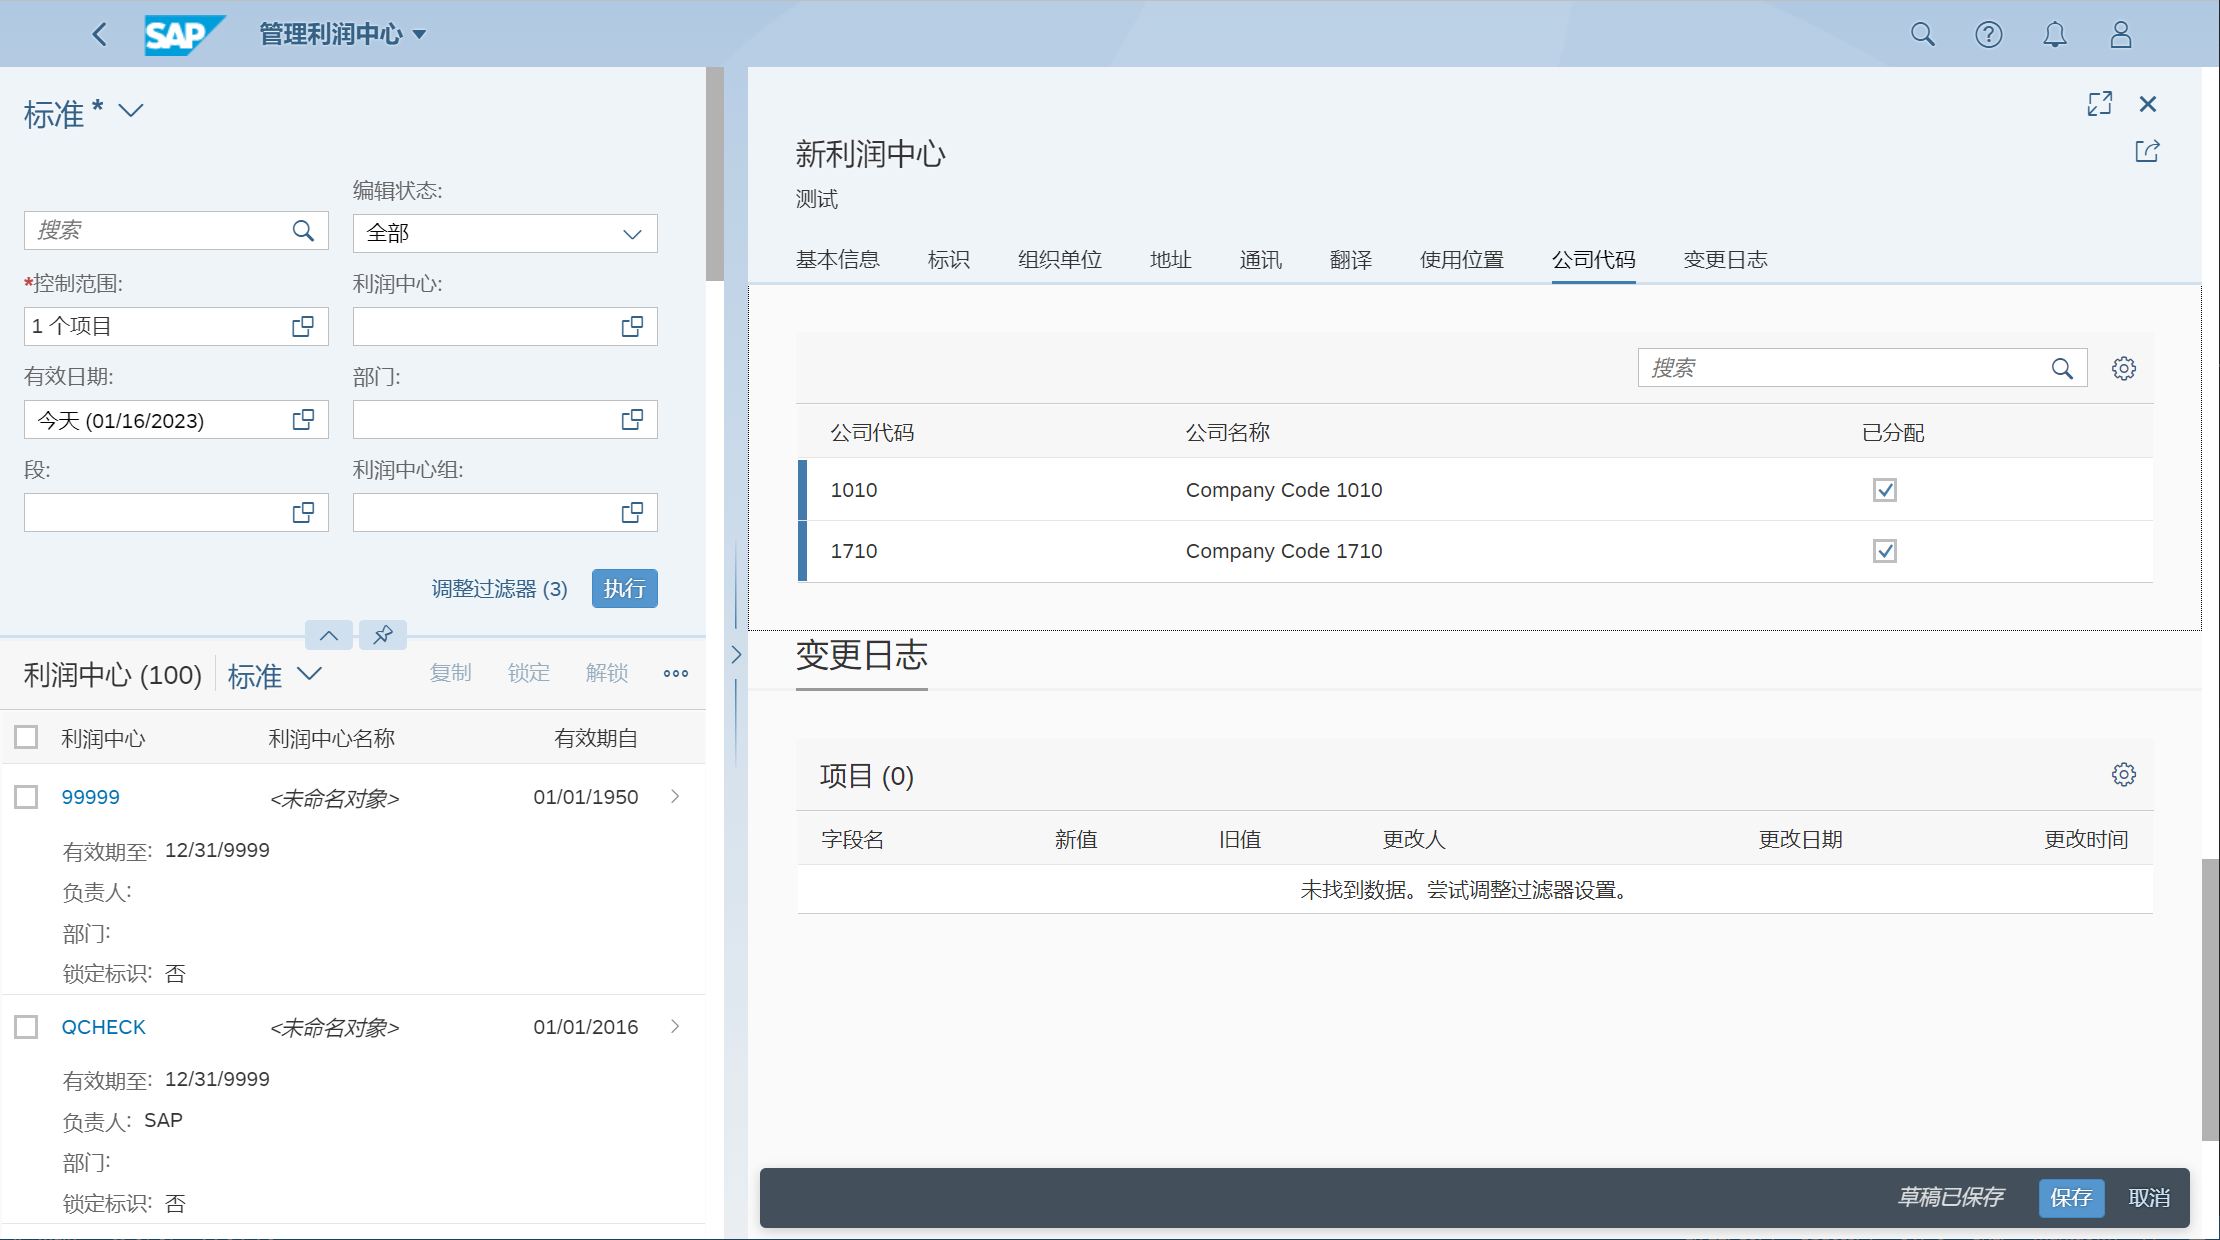 SAP 管理利润中心
标准 *
编辑状态:
搜索
全部
*控制范围:
利润中心:
1 个项目
有效日期:
部门:
今天 (01/16/2023)
段:
利润中心组:
调整过滤器 (3)
执行
利润中心 (100)
标准
复制
锁定
解锁
利润中心
利润中心名称
有效期自
99999
<未命名对象>
01/01/1950
有效期至: 12/31/9999
负责人:
部门:
锁定标识: 否
QCHECK
<未命名对象>
01/01/2016
有效期至: 12/31/9999
负责人: SAP
部门:
锁定标识: 否
新利润中心
测试
基本信息
标识
组织单位
地址
通讯
翻译
使用位置
公司代码
变更日志
搜索
公司代码
公司名称
已分配
1010
Company Code 1010
1710
Company Code 1710
变更日志
项目 (0)
字段名
新值
旧值
更改人
更改日期
更改时间
未找到数据。尝试调整过滤器设置。
草稿已保存
保存
取消